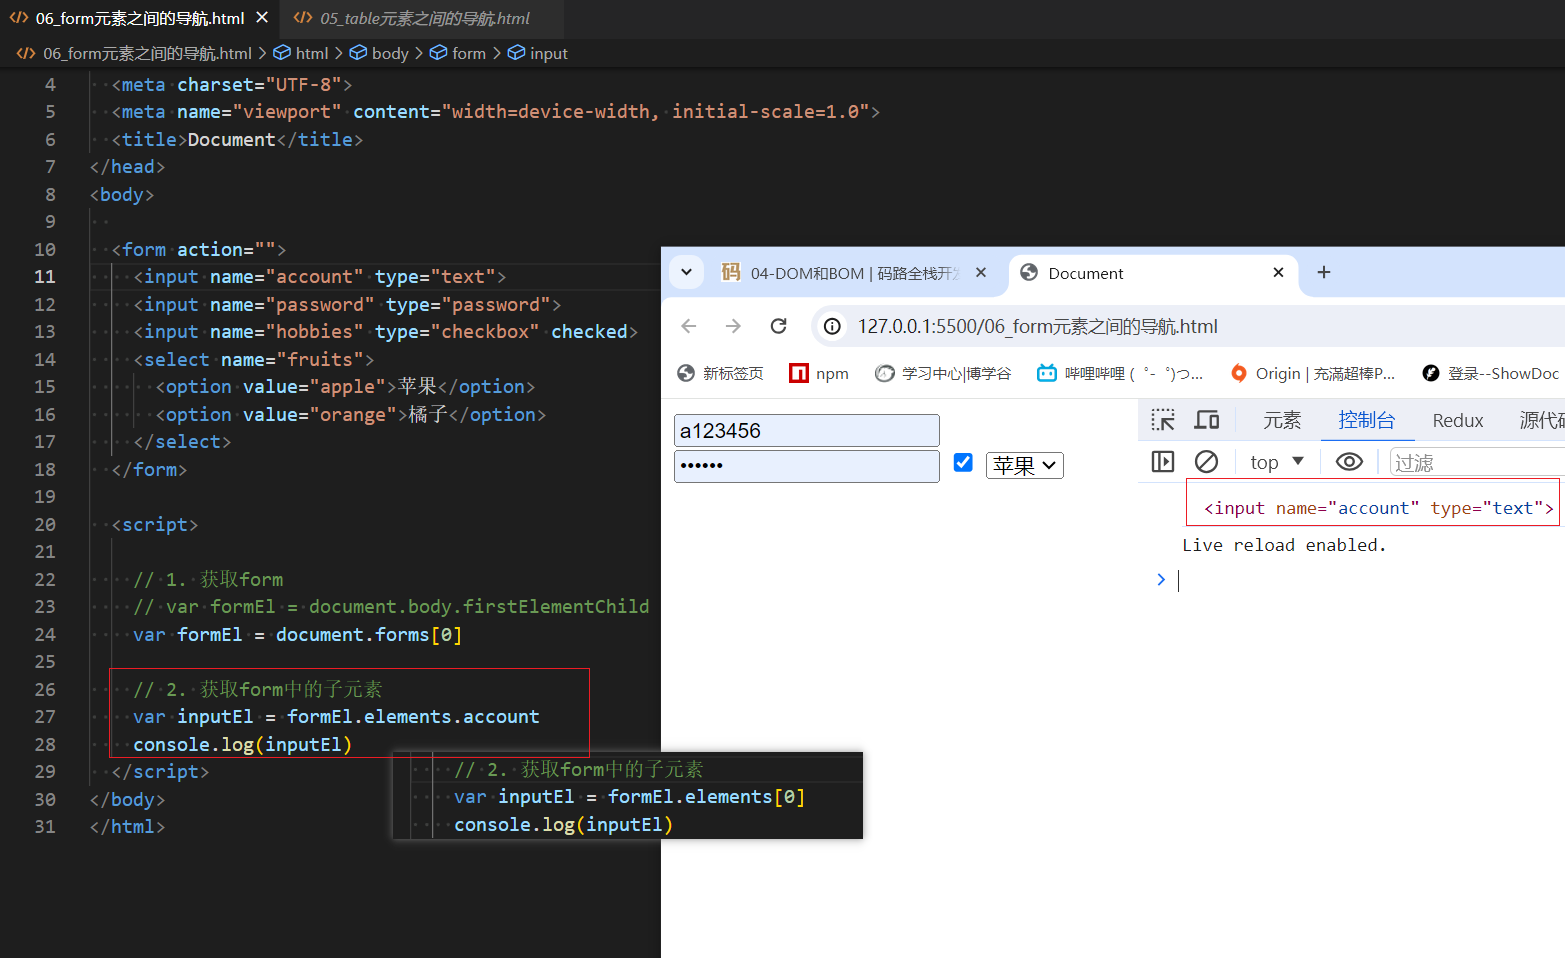 06_form元素之间的导航.html
05_table元素之间的导航.html
06_form元素之间的导航.html > html > body > form > input
4 <meta charset="UTF-8">
5 <meta name="viewport" content="width=device-width, initial-scale=1.0">
6 <title>Document</title>
7 </head>
8 <body>
9
10 <form action="">
11 <input name="account" type="text">
12 <input name="password" type="password">
13 <input name="hobbies" type="checkbox" checked>
14 <select name="fruits">
15 <option value="apple">苹果</option>
16 <option value="orange">橘子</option>
17 </select>
18 </form>
19
20 <script>
21
22 // 1. 获取form
23 // var formEl = document.body.firstElementChild
24 var formEl = document.forms[0]
25
26 // 2. 获取form中的子元素
27 var inputEl = formEl.elements.account
28 console.log(inputEl)
29 </script>
30 </body>
31 </html>
// 2. 获取form中的子元素
var inputEl = formEl.elements[0]
console.log(inputEl)
码 04-DOM和BOM | 码路全栈开发
Document
127.0.0.1:5500/06_form元素之间的导航.html
新标签页
npm
学习中心|博学谷
哔哩哔哩 (゜-゜)つ...
Origin | 充滿超棒P...
登录--ShowDoc
a123456
••••••
苹果
元素 控制台 Redux 源代码
top
过滤
<input name="account" type="text">
Live reload enabled.
>